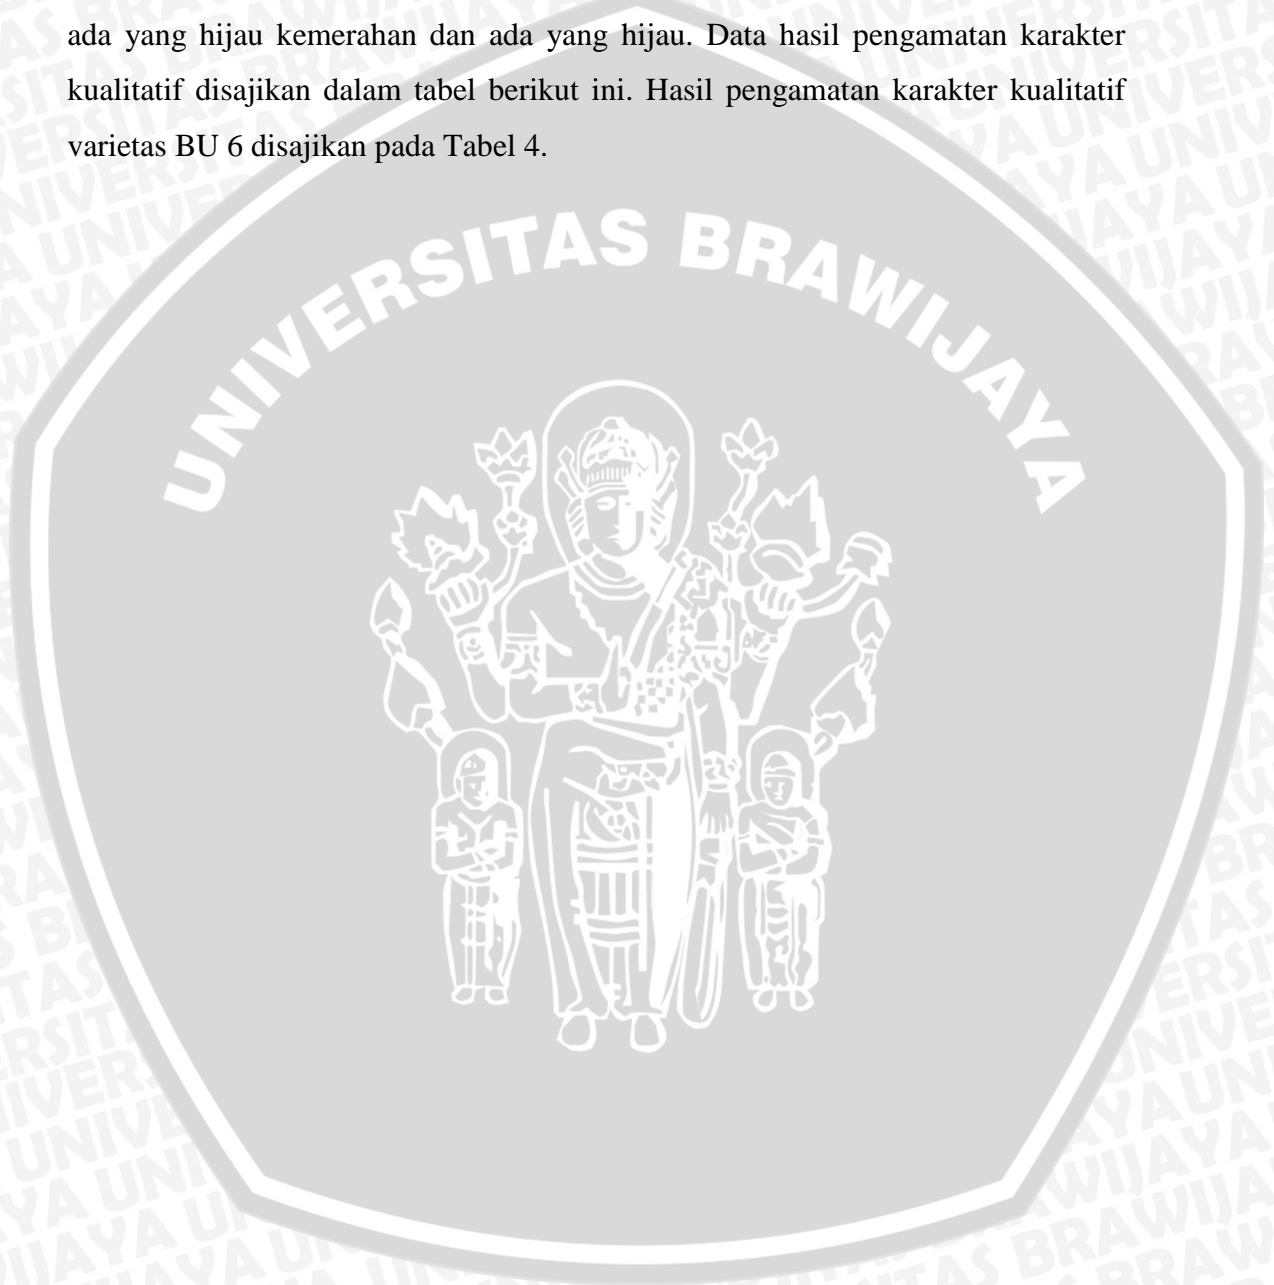 ada yang hijau kemerahan dan ada yang hijau. Data hasil pengamatan karakter
kualitatif disajikan dalam tabel berikut ini. Hasil pengamatan karakter kualitatif
varietas BU 6 disajikan pada Tabel 4.
UNIVERSITAS BRAWIJAYA